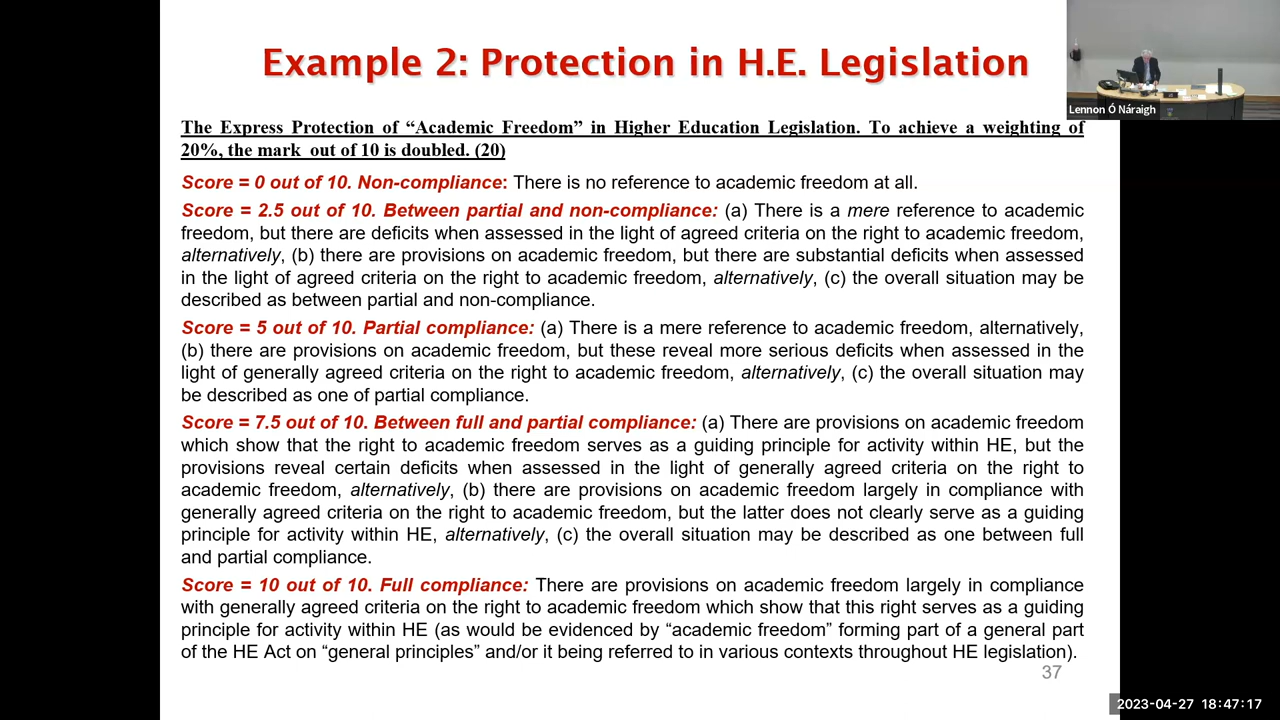 Example 2: Protection in H.E. Legislation
Lennon Ó Náraigh
The Express Protection of “Academic Freedom” in Higher Education Legislation. To achieve a weighting of
20%, the mark out of 10 is doubled. (20)
Score = 0 out of 10. Non-compliance: There is no reference to academic freedom at all.
Score = 2.5 out of 10. Between partial and non-compliance: (a) There is a mere reference to academic
freedom, but there are deficits when assessed in the light of agreed criteria on the right to academic freedom,
alternatively, (b) there are provisions on academic freedom, but there are substantial deficits when assessed
in the light of agreed criteria on the right to academic freedom, alternatively, (c) the overall situation may be
described as between partial and non-compliance.
Score = 5 out of 10. Partial compliance: (a) There is a mere reference to academic freedom, alternatively,
(b) there are provisions on academic freedom, but these reveal more serious deficits when assessed in the
light of generally agreed criteria on the right to academic freedom, alternatively, (c) the overall situation may
be described as one of partial compliance.
Score = 7.5 out of 10. Between full and partial compliance: (a) There are provisions on academic freedom
which show that the right to academic freedom serves as a guiding principle for activity within HE, but the
provisions reveal certain deficits when assessed in the light of generally agreed criteria on the right to
academic freedom, alternatively, (b) there are provisions on academic freedom largely in compliance with
generally agreed criteria on the right to academic freedom, but the latter does not clearly serve as a guiding
principle for activity within HE, alternatively, (c) the overall situation may be described as one between full
and partial compliance.
Score = 10 out of 10. Full compliance: There are provisions on academic freedom largely in compliance
with generally agreed criteria on the right to academic freedom which show that this right serves as a guiding
principle for activity within HE (as would be evidenced by “academic freedom” forming part of a general part
of the HE Act on “general principles” and/or it being referred to in various contexts throughout HE legislation).
37
2023-04-27 18:47:17